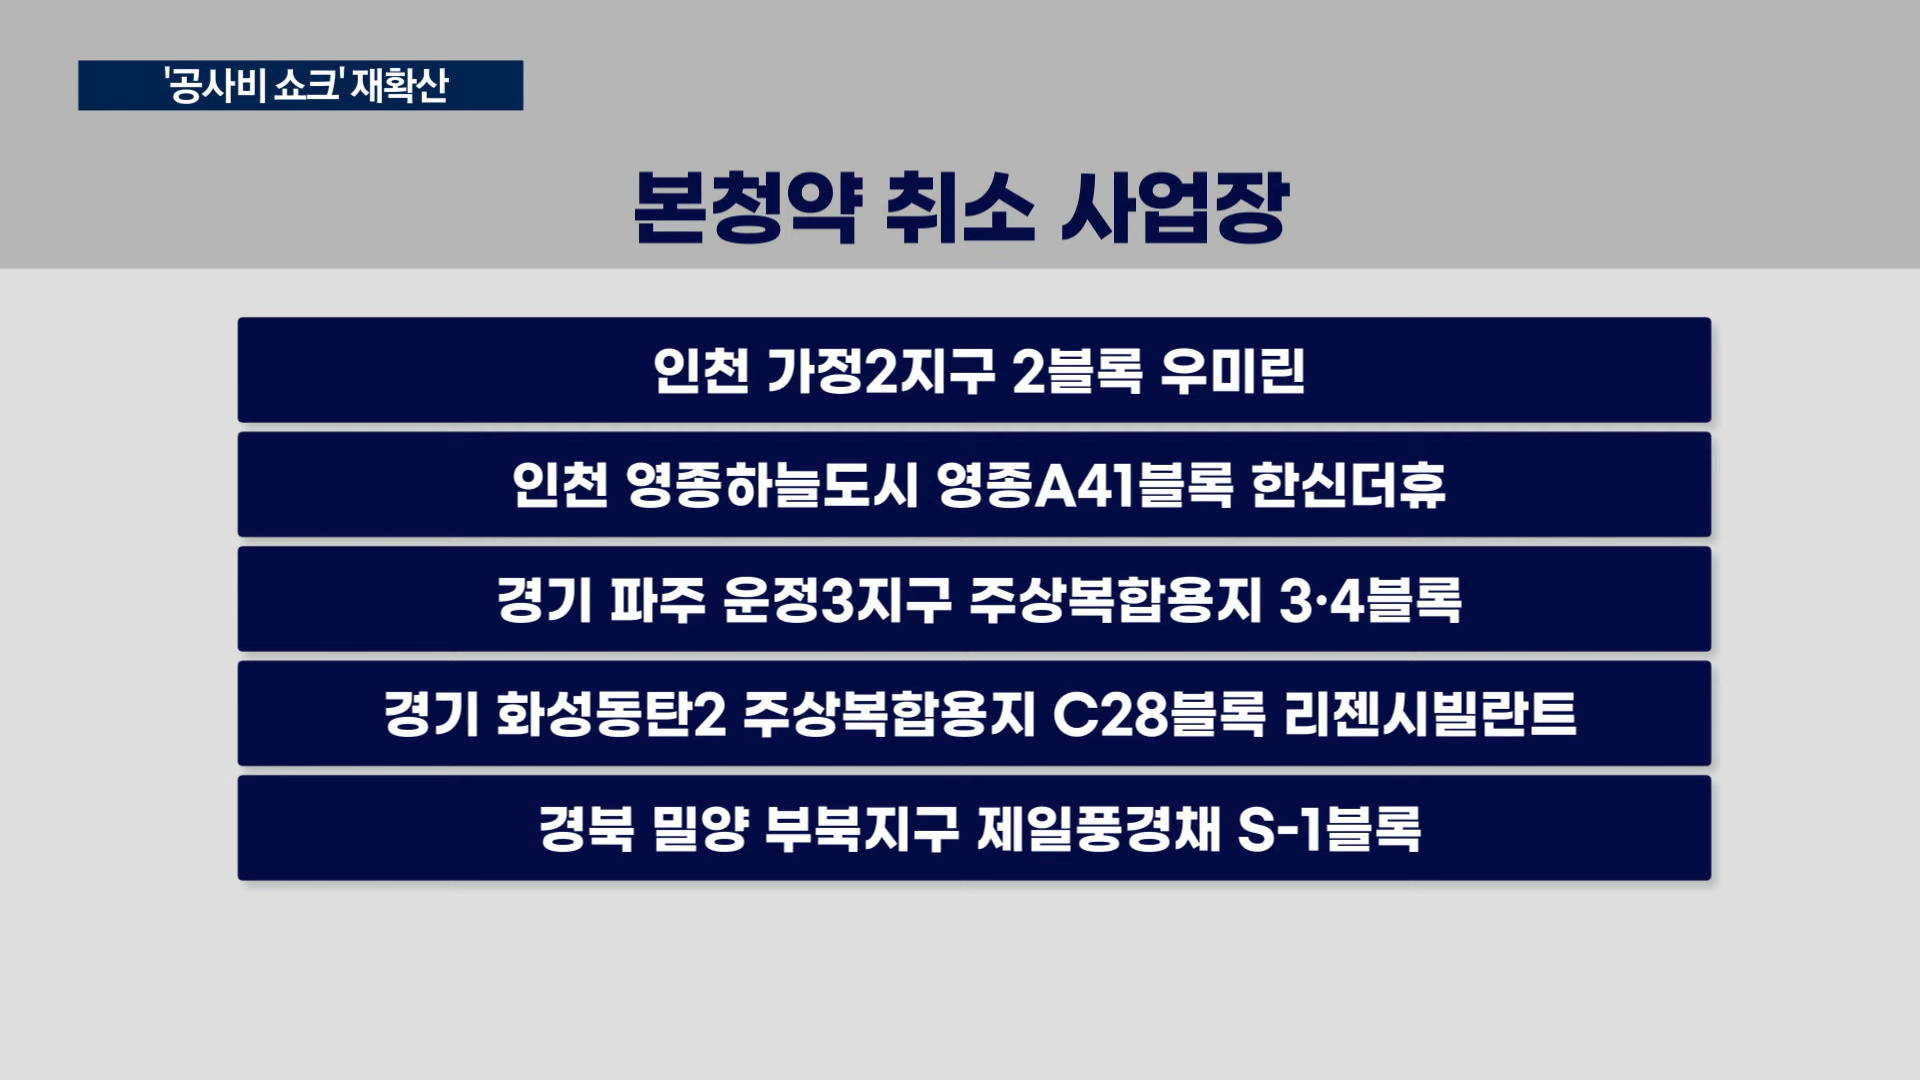 '공사비 쇼크' 재확산
본청약 취소 사업장
인천 가정2지구 2블록 우미린
인천 영종하늘도시 영종A41블록 한신더휴
경기 파주 운정3지구 주상복합용지 3·4블록
경기 화성동탄2 주상복합용지 C28블록 리젠시빌란트
경북 밀양 부북지구 제일풍경채 S-1블록